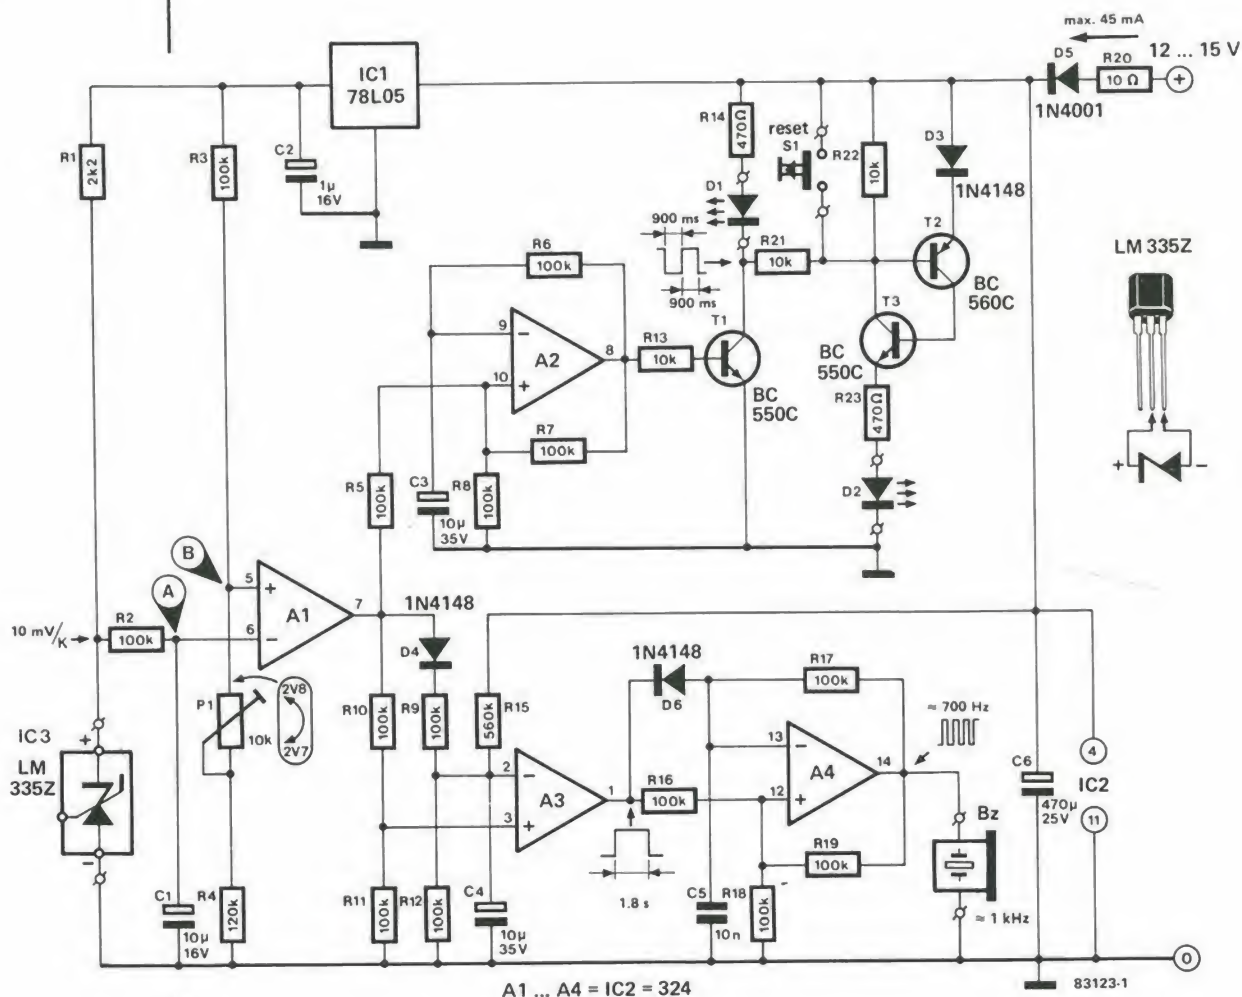 max. 45 mA
12 ... 15 V
D5
R20
10 Ω
+
1N4001
IC1
78L05
R1
2k2
R3
100k
C2
1µ
16V
R14
470Ω
reset
S1
R22
10k
D3
1N4148
D1
900 ms
900 ms
R21
10k
T2
BC
560C
LM 335Z
+
-
R6
100k
9
-
A2
8
10
+
R7
100k
R13
10k
T1
BC
550C
T3
BC
550C
R23
470Ω
D2
R5
100k
C3
10µ
35V
R8
100k
B
A
5
+
A1
7
6
-
10 mV/K
R2
100k
1N4148
D4
P1
10k
2V8
2V7
R10
100k
R9
100k
R15
560k
1N4148
D6
R17
100k
≈ 700 Hz
13
-
A4
14
12
+
IC3
LM
335Z
+
-
2
-
A3
1
3
+
R16
100k
R19
100k
1.8 s
C6
470µ
25V
4
IC2
11
Bz
≈ 1 kHz
C1
10µ
16V
R4
120k
R11
100k
R12
100k
C4
10µ
35V
C5
10n
R18
100k
0
A1 ... A4 = IC2 = 324
83123-1